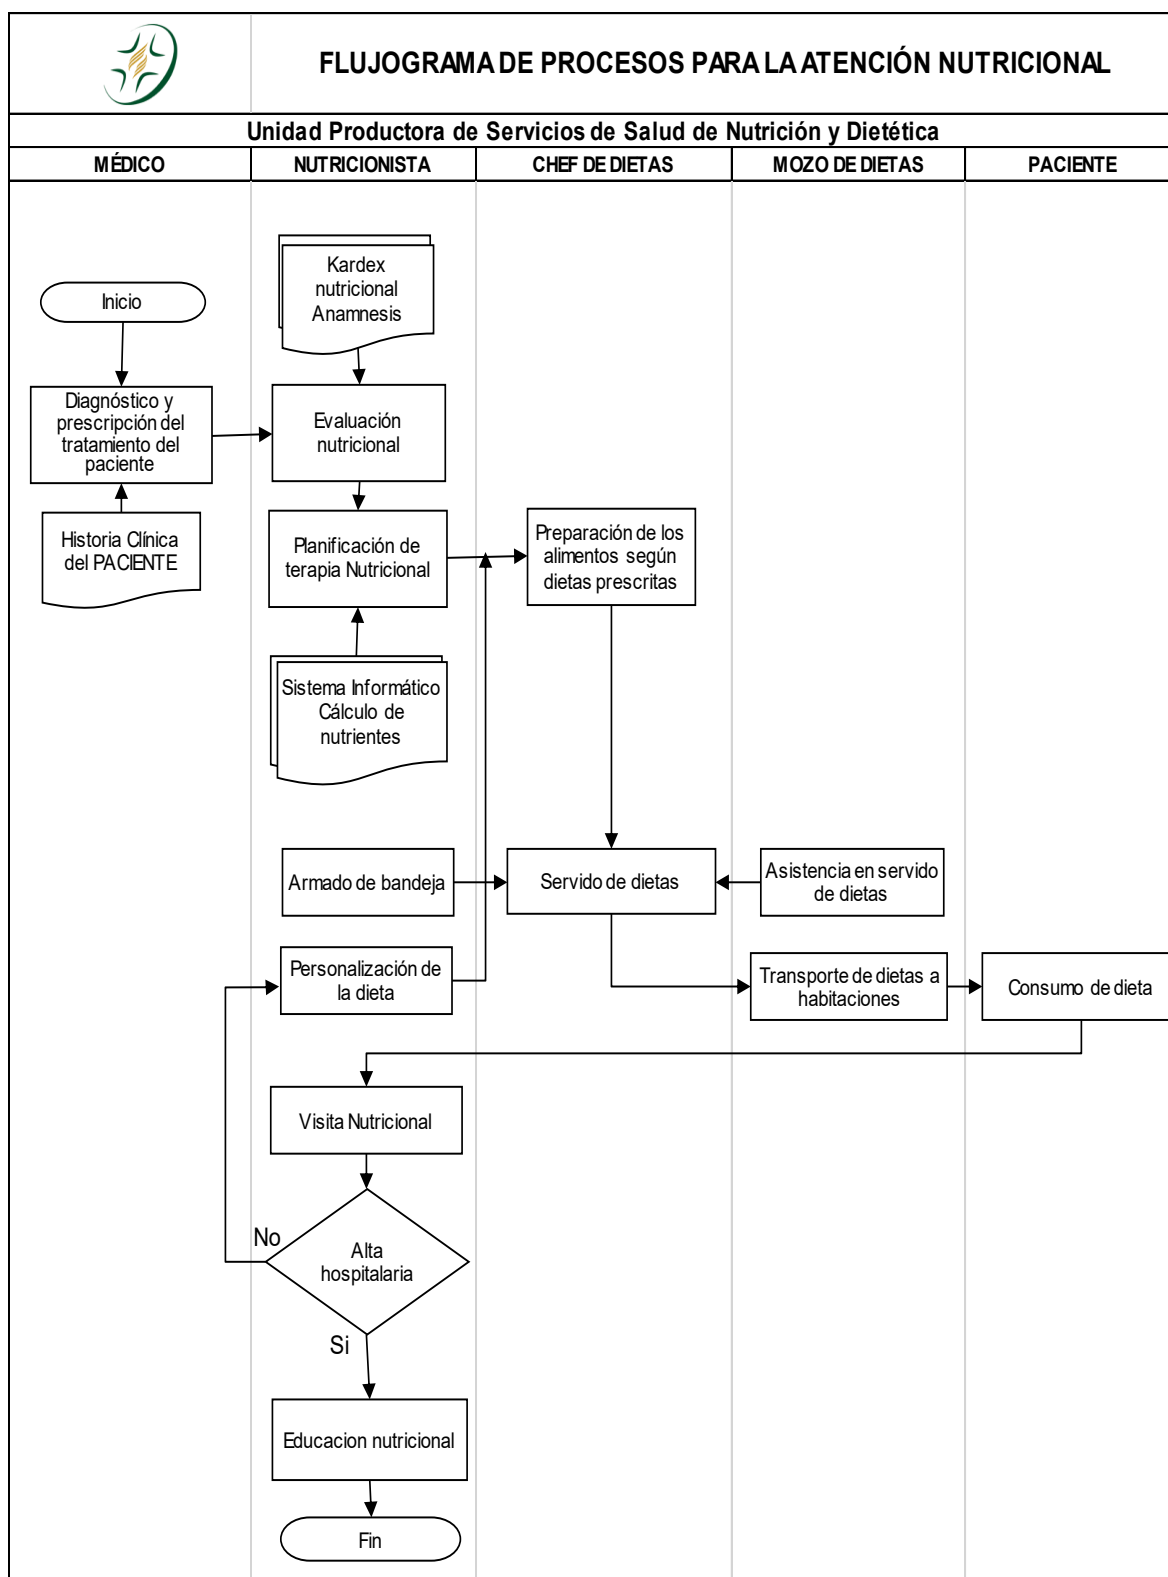 FLUJOGRAMA DE PROCESOS PARA LA ATENCIÓN NUTRICIONAL
Unidad Productora de Servicios de Salud de Nutrición y Dietética
MÉDICO
NUTRICIONISTA
CHEF DE DIETAS
MOZO DE DIETAS
PACIENTE
Kardex
nutricional
Anamnesis
Inicio
Diagnóstico y
prescripción del
tratamiento del
paciente
Evaluación
nutricional
Historia Clínica
del PACIENTE
Planificación de
terapia Nutricional
Preparación de los
alimentos según
dietas prescritas
Sistema Informático
Cálculo de
nutrientes
Armado de bandeja
Servido de dietas
Asistencia en servido
de dietas
Personalización de
la dieta
Transporte de dietas a
habitaciones
Consumo de dieta
Visita Nutricional
No
Alta
hospitalaria
Si
Educacion nutricional
Fin